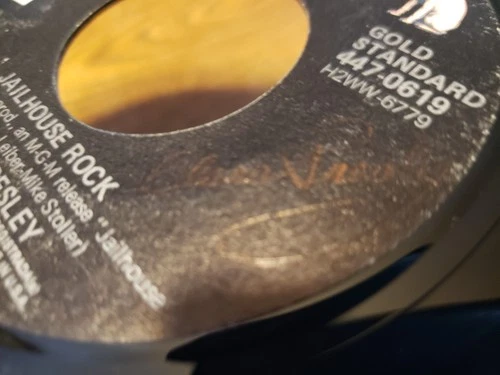 GOLD
STANDARD
447-0619
H2WW-6779
JAILHOUSE ROCK
an M-G-M release, "Jailhouse
Mike Stoller)
ESLEY
U.S.A.